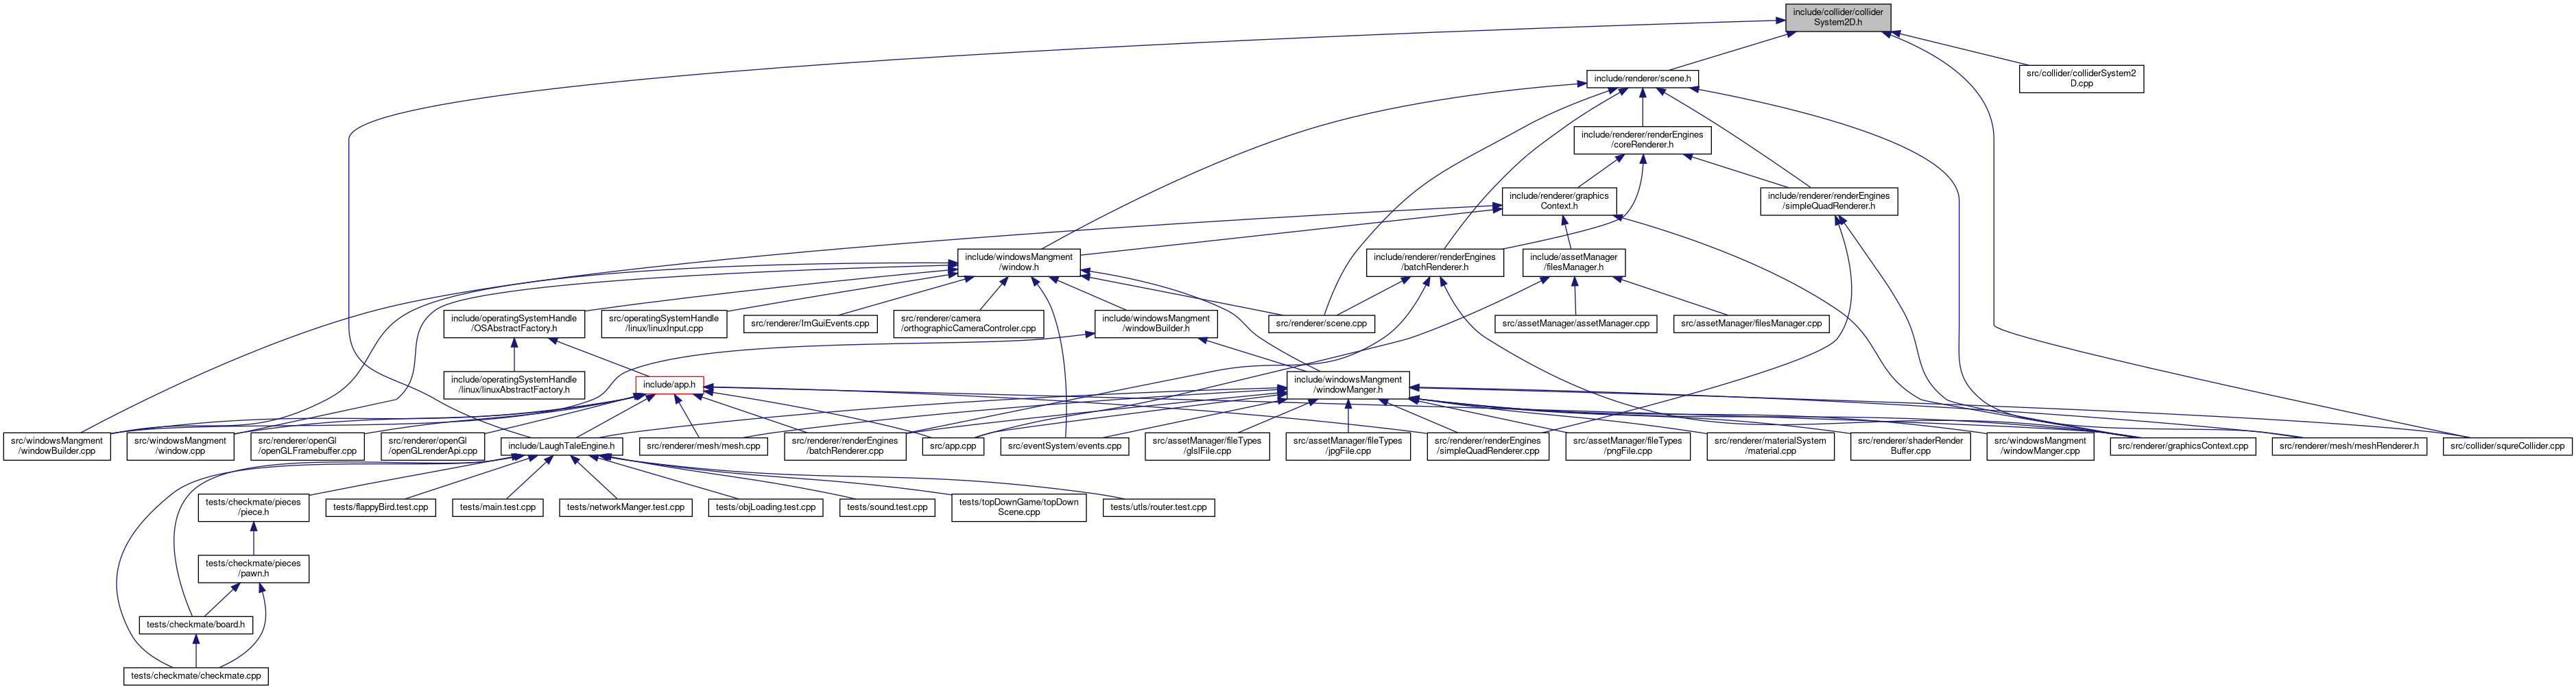 include/collider/collider
System2D.h
include/renderer/scene.h
src/collider/colliderSystem2
D.cpp
include/renderer/renderEngines
/coreRenderer.h
include/renderer/graphics
Context.h
include/renderer/renderEngines
/simpleQuadRenderer.h
include/windowsMangment
/window.h
include/renderer/renderEngines
/batchRenderer.h
include/assetManager
/filesManager.h
include/operatingSystemHandle
/OSAbstractFactory.h
src/operatingSystemHandle
/linux/linuxInput.cpp
src/renderer/ImGuiEvents.cpp
src/renderer/camera
/orthographicCameraControler.cpp
include/windowsMangment
/windowBuilder.h
src/renderer/scene.cpp
src/assetManager/assetManager.cpp
src/assetManager/filesManager.cpp
include/operatingSystemHandle
/linux/linuxAbstractFactory.h
include/app.h
include/windowsMangment
/windowManger.h
src/windowsMangment
/windowBuilder.cpp
src/windowsMangment
/window.cpp
src/renderer/openGl
/openGLFramebuffer.cpp
src/renderer/openGl
/openGLrenderApi.cpp
include/LaughTaleEngine.h
src/renderer/mesh/mesh.cpp
src/renderer/renderEngines
/batchRenderer.cpp
src/app.cpp
src/eventSystem/events.cpp
src/assetManager/fileTypes
/glslFile.cpp
src/assetManager/fileTypes
/jpgFile.cpp
src/renderer/renderEngines
/simpleQuadRenderer.cpp
src/assetManager/fileTypes
/pngFile.cpp
src/renderer/materialSystem
/material.cpp
src/renderer/shaderRender
Buffer.cpp
src/windowsMangment
/windowManger.cpp
src/renderer/graphicsContext.cpp
src/renderer/mesh/meshRenderer.h
src/collider/squreCollider.cpp
tests/checkmate/pieces
/piece.h
tests/flappyBird.test.cpp
tests/main.test.cpp
tests/networkManger.test.cpp
tests/objLoading.test.cpp
tests/sound.test.cpp
tests/topDownGame/topDown
Scene.cpp
tests/utls/router.test.cpp
tests/checkmate/pieces
/pawn.h
tests/checkmate/board.h
tests/checkmate/checkmate.cpp